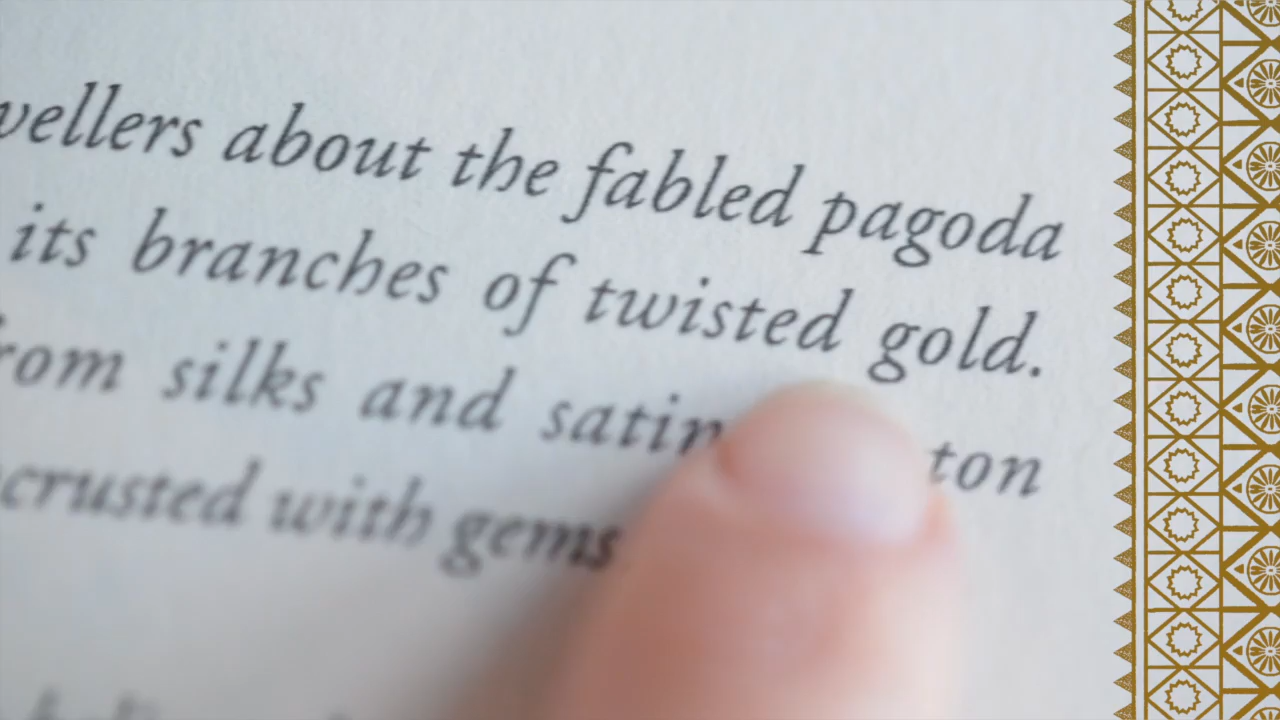 vellers about the fabled pagoda
its branches of twisted gold.
rom silks and satin ton
crusted with gems